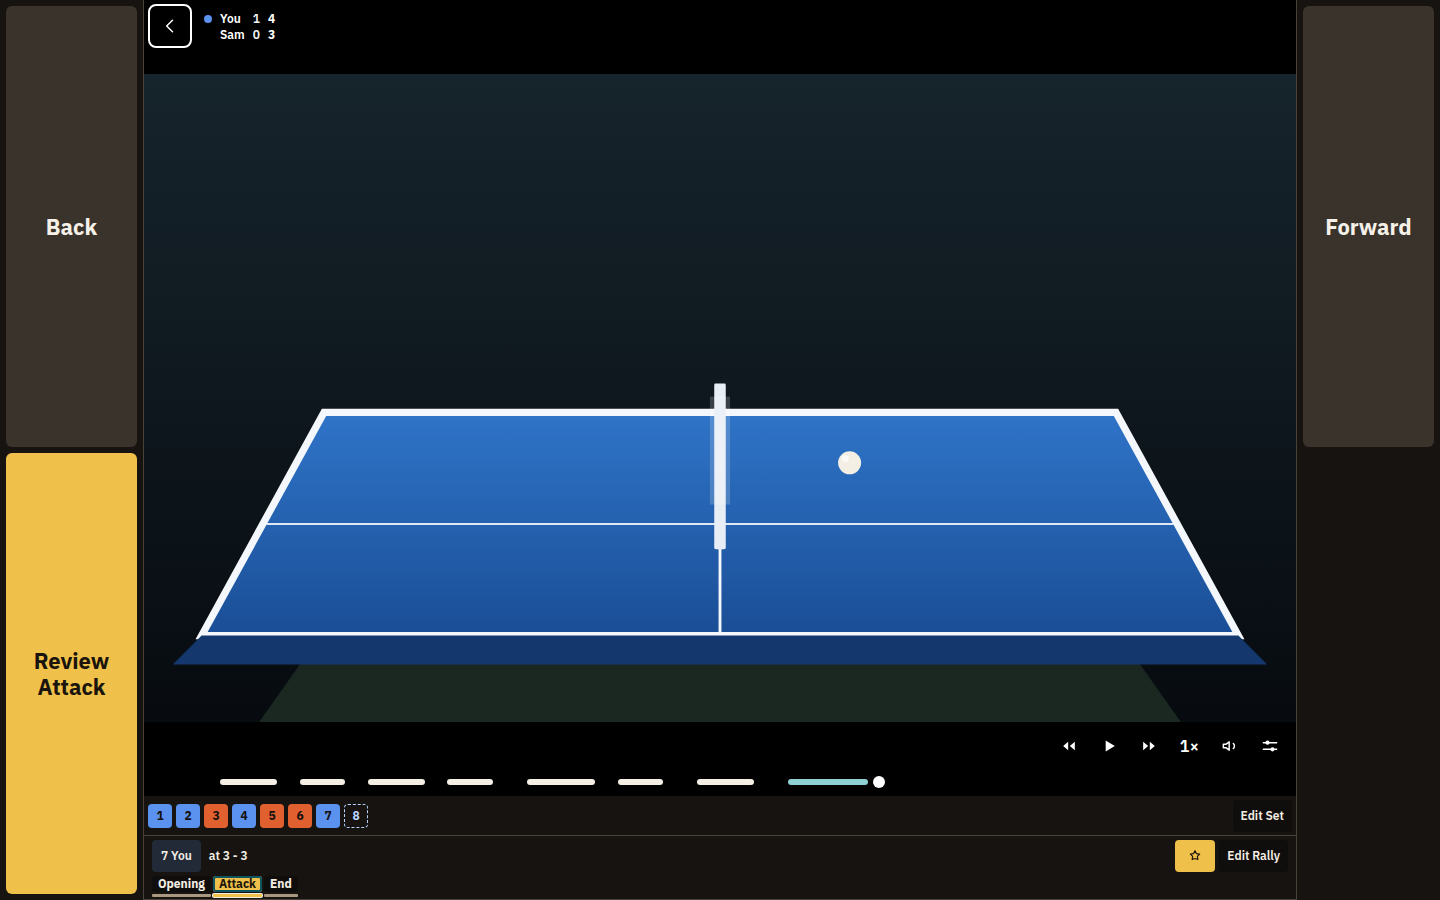 You 1 4
Sam 0 3
Back
Forward
Review
Attack
1×
1 2 3 4 5 6 7 8
Edit Set
7 You at 3 - 3
Edit Rally
Opening Attack End